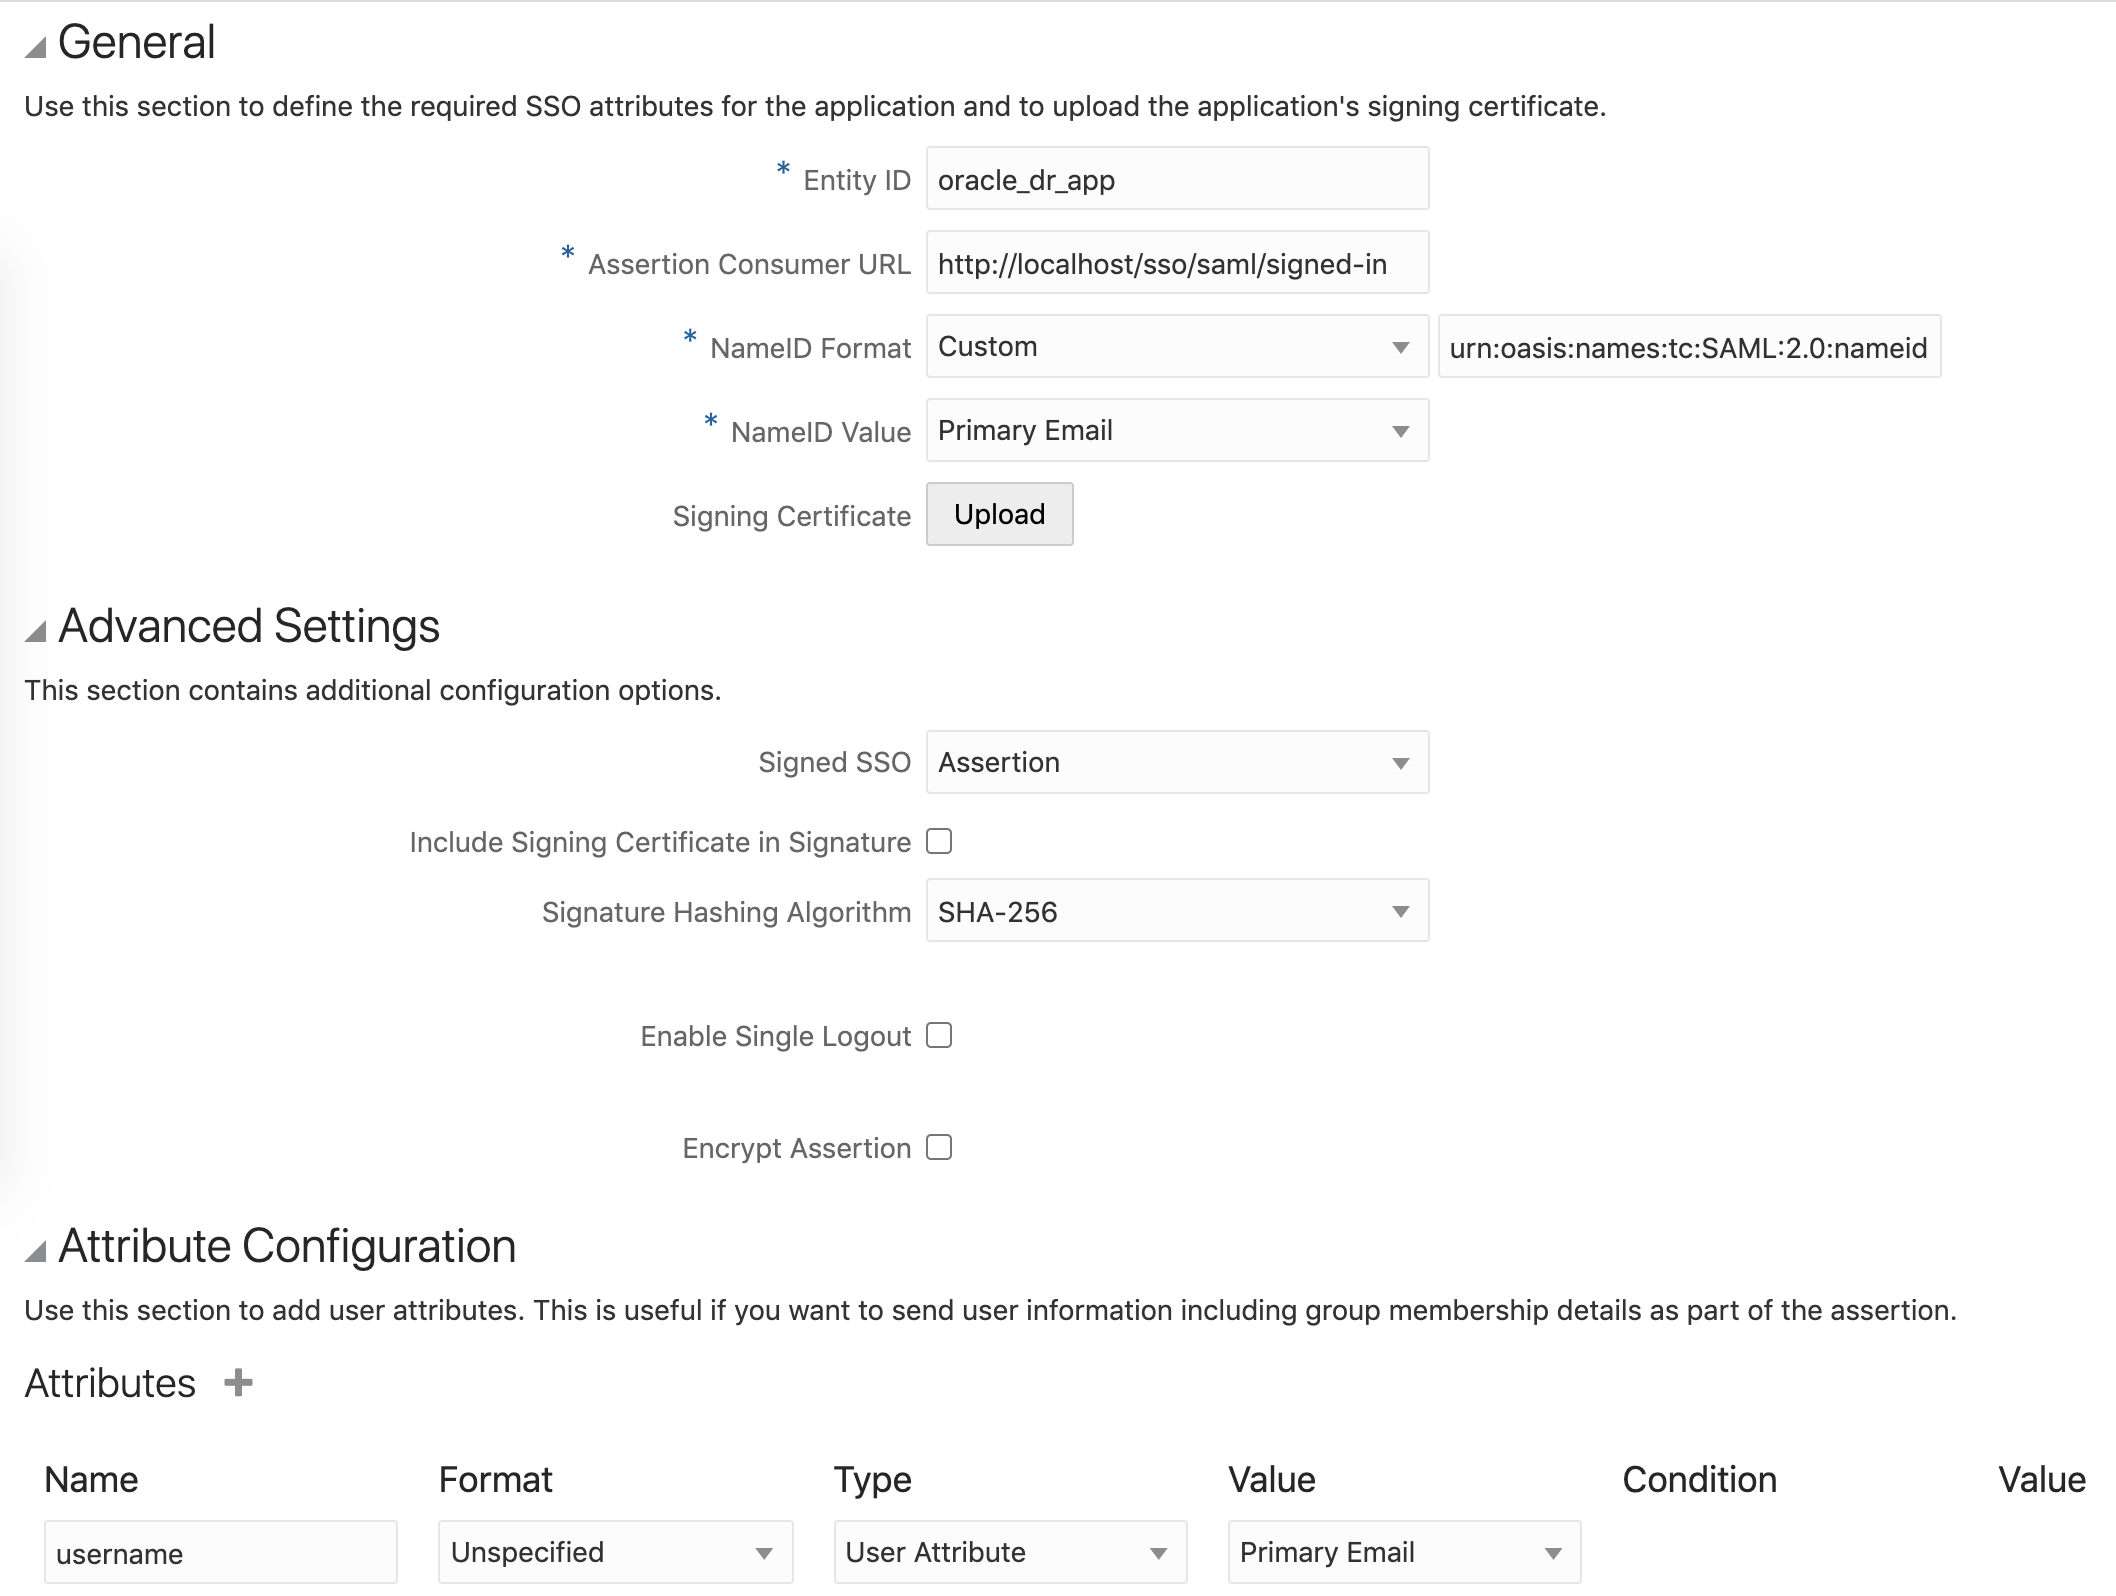 General
Use this section to define the required SSO attributes for the application and to upload the application's signing certificate.
* Entity ID oracle_dr_app
* Assertion Consumer URL http://localhost/sso/saml/signed-in
* NameID Format Custom urn:oasis:names:tc:SAML:2.0:nameid
* NameID Value Primary Email
Signing Certificate Upload
Advanced Settings
This section contains additional configuration options.
Signed SSO Assertion
Include Signing Certificate in Signature
Signature Hashing Algorithm SHA-256
Enable Single Logout
Encrypt Assertion
Attribute Configuration
Use this section to add user attributes. This is useful if you want to send user information including group membership details as part of the assertion.
Attributes +
Name Format Type Value Condition Value
username Unspecified User Attribute Primary Email